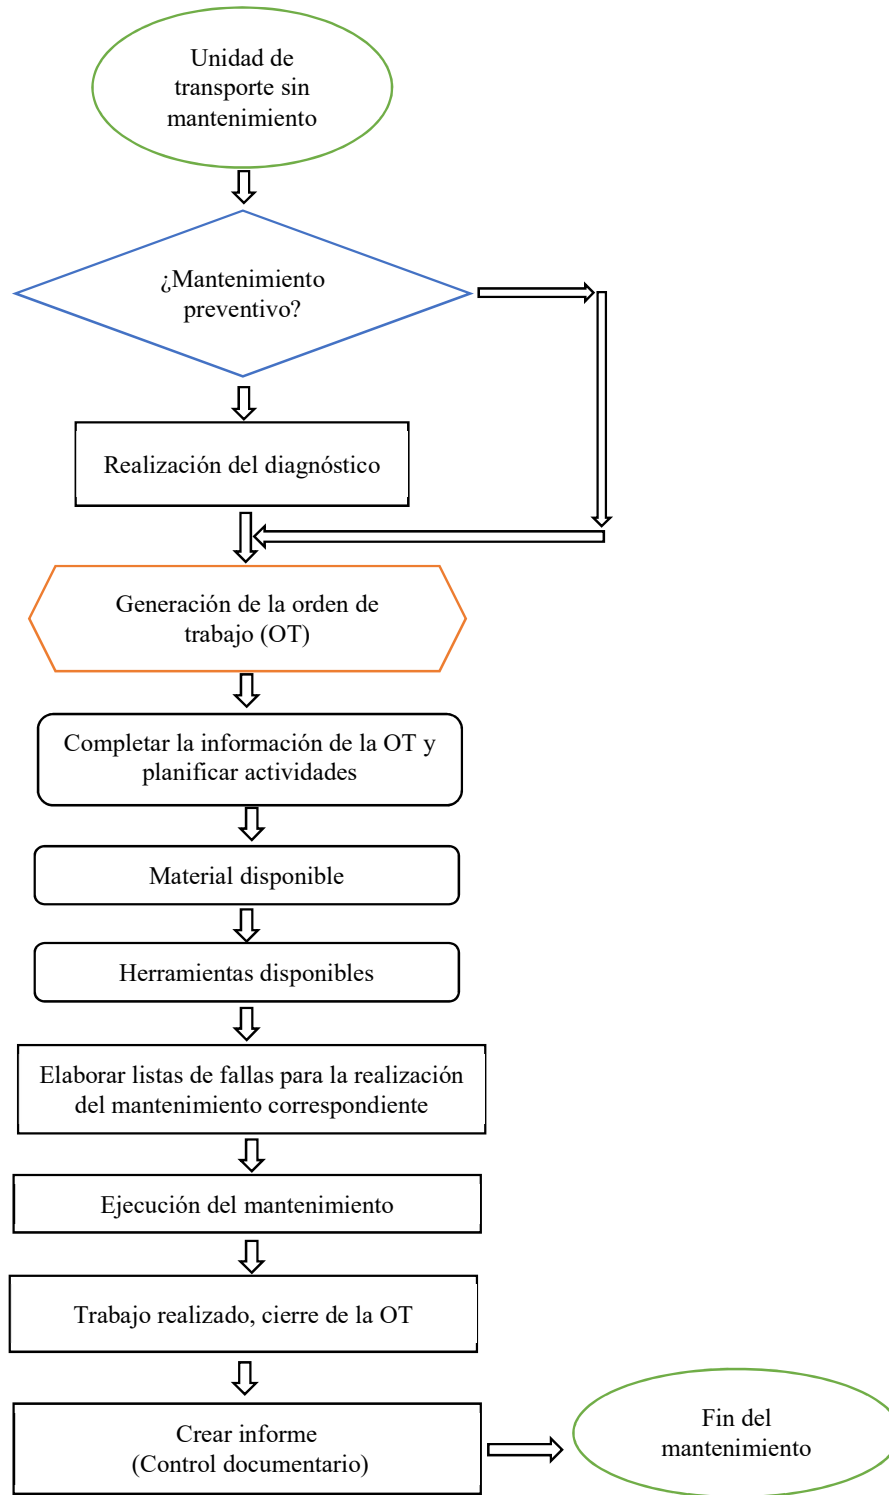 Unidad de
transporte sin
mantenimiento
¿Mantenimiento
preventivo?
Realización del diagnóstico
Generación de la orden de
trabajo (OT)
Completar la información de la OT y
planificar actividades
Material disponible
Herramientas disponibles
Elaborar listas de fallas para la realización
del mantenimiento correspondiente
Ejecución del mantenimiento
Trabajo realizado, cierre de la OT
Crear informe
(Control documentario)
Fin del
mantenimiento